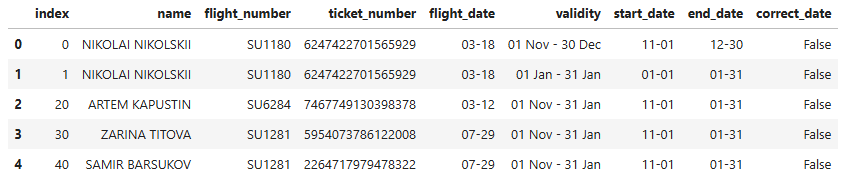 index name flight_number ticket_number flight_date validity start_date end_date correct_date
0 0 NIKOLAI NIKOLSKII SU1180 6247422701565929 03-18 01 Nov - 30 Dec 11-01 12-30 False
1 1 NIKOLAI NIKOLSKII SU1180 6247422701565929 03-18 01 Jan - 31 Jan 01-01 01-31 False
2 20 ARTEM KAPUSTIN SU6284 7467749130398378 03-12 01 Nov - 31 Jan 11-01 01-31 False
3 30 ZARINA TITOVA SU1281 5954073786122008 07-29 01 Nov - 31 Jan 11-01 01-31 False
4 40 SAMIR BARSUKOV SU1281 2264717979478322 07-29 01 Nov - 31 Jan 11-01 01-31 False